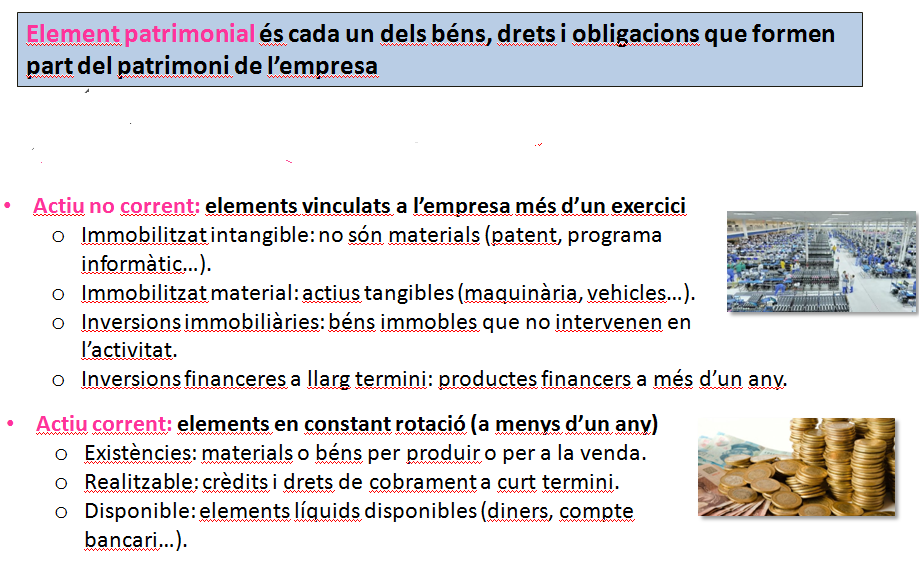 Element patrimonial és cada un dels béns, drets i obligacions que formen
part del patrimoni de l’empresa
• Actiu no corrent: elements vinculats a l’empresa més d’un exercici
o Immobilitzat intangible: no són materials (patent, programa
informàtic…).
o Immobilitzat material: actius tangibles (maquinària, vehicles…).
o Inversions immobiliàries: béns immobles que no intervenen en
l’activitat.
o Inversions financeres a llarg termini: productes financers a més d’un any.
• Actiu corrent: elements en constant rotació (a menys d’un any)
o Existències: materials o béns per produir o per a la venda.
o Realitzable: crèdits i drets de cobrament a curt termini.
o Disponible: elements líquids disponibles (diners, compte
bancari…).